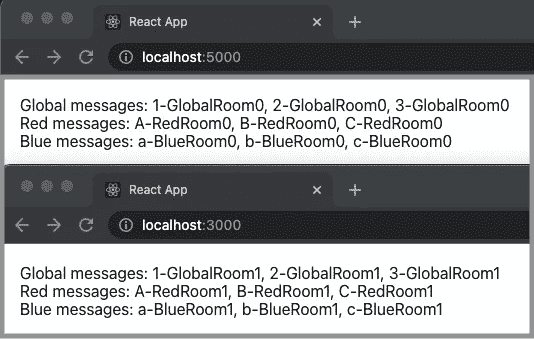 React App
localhost:5000
Global messages: 1-GlobalRoom0, 2-GlobalRoom0, 3-GlobalRoom0
Red messages: A-RedRoom0, B-RedRoom0, C-RedRoom0
Blue messages: a-BlueRoom0, b-BlueRoom0, c-BlueRoom0
React App
localhost:3000
Global messages: 1-GlobalRoom1, 2-GlobalRoom1, 3-GlobalRoom1
Red messages: A-RedRoom1, B-RedRoom1, C-RedRoom1
Blue messages: a-BlueRoom1, b-BlueRoom1, c-BlueRoom1